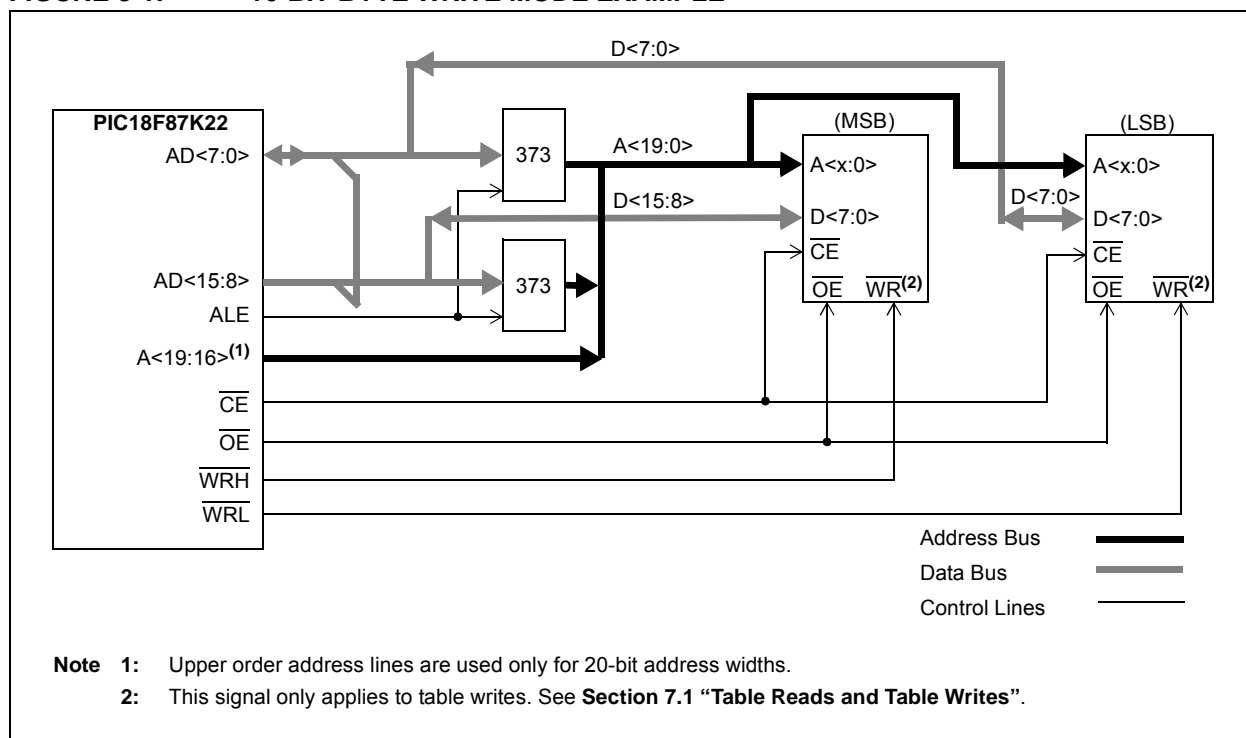 D<7:0>
PIC18F87K22
(MSB)
(LSB)
AD<7:0>
373
A<19:0>
A<x:0>
A<x:0>
D<15:8>
D<7:0>
D<7:0>
D<7:0>
CE
CE
AD<15:8>
373
OE WR(2)
OE WR(2)
ALE
A<19:16>(1)
CE
OE
WRH
WRL
Address Bus
Data Bus
Control Lines
Note 1: Upper order address lines are used only for 20-bit address widths.
2: This signal only applies to table writes. See Section 7.1 “Table Reads and Table Writes”.